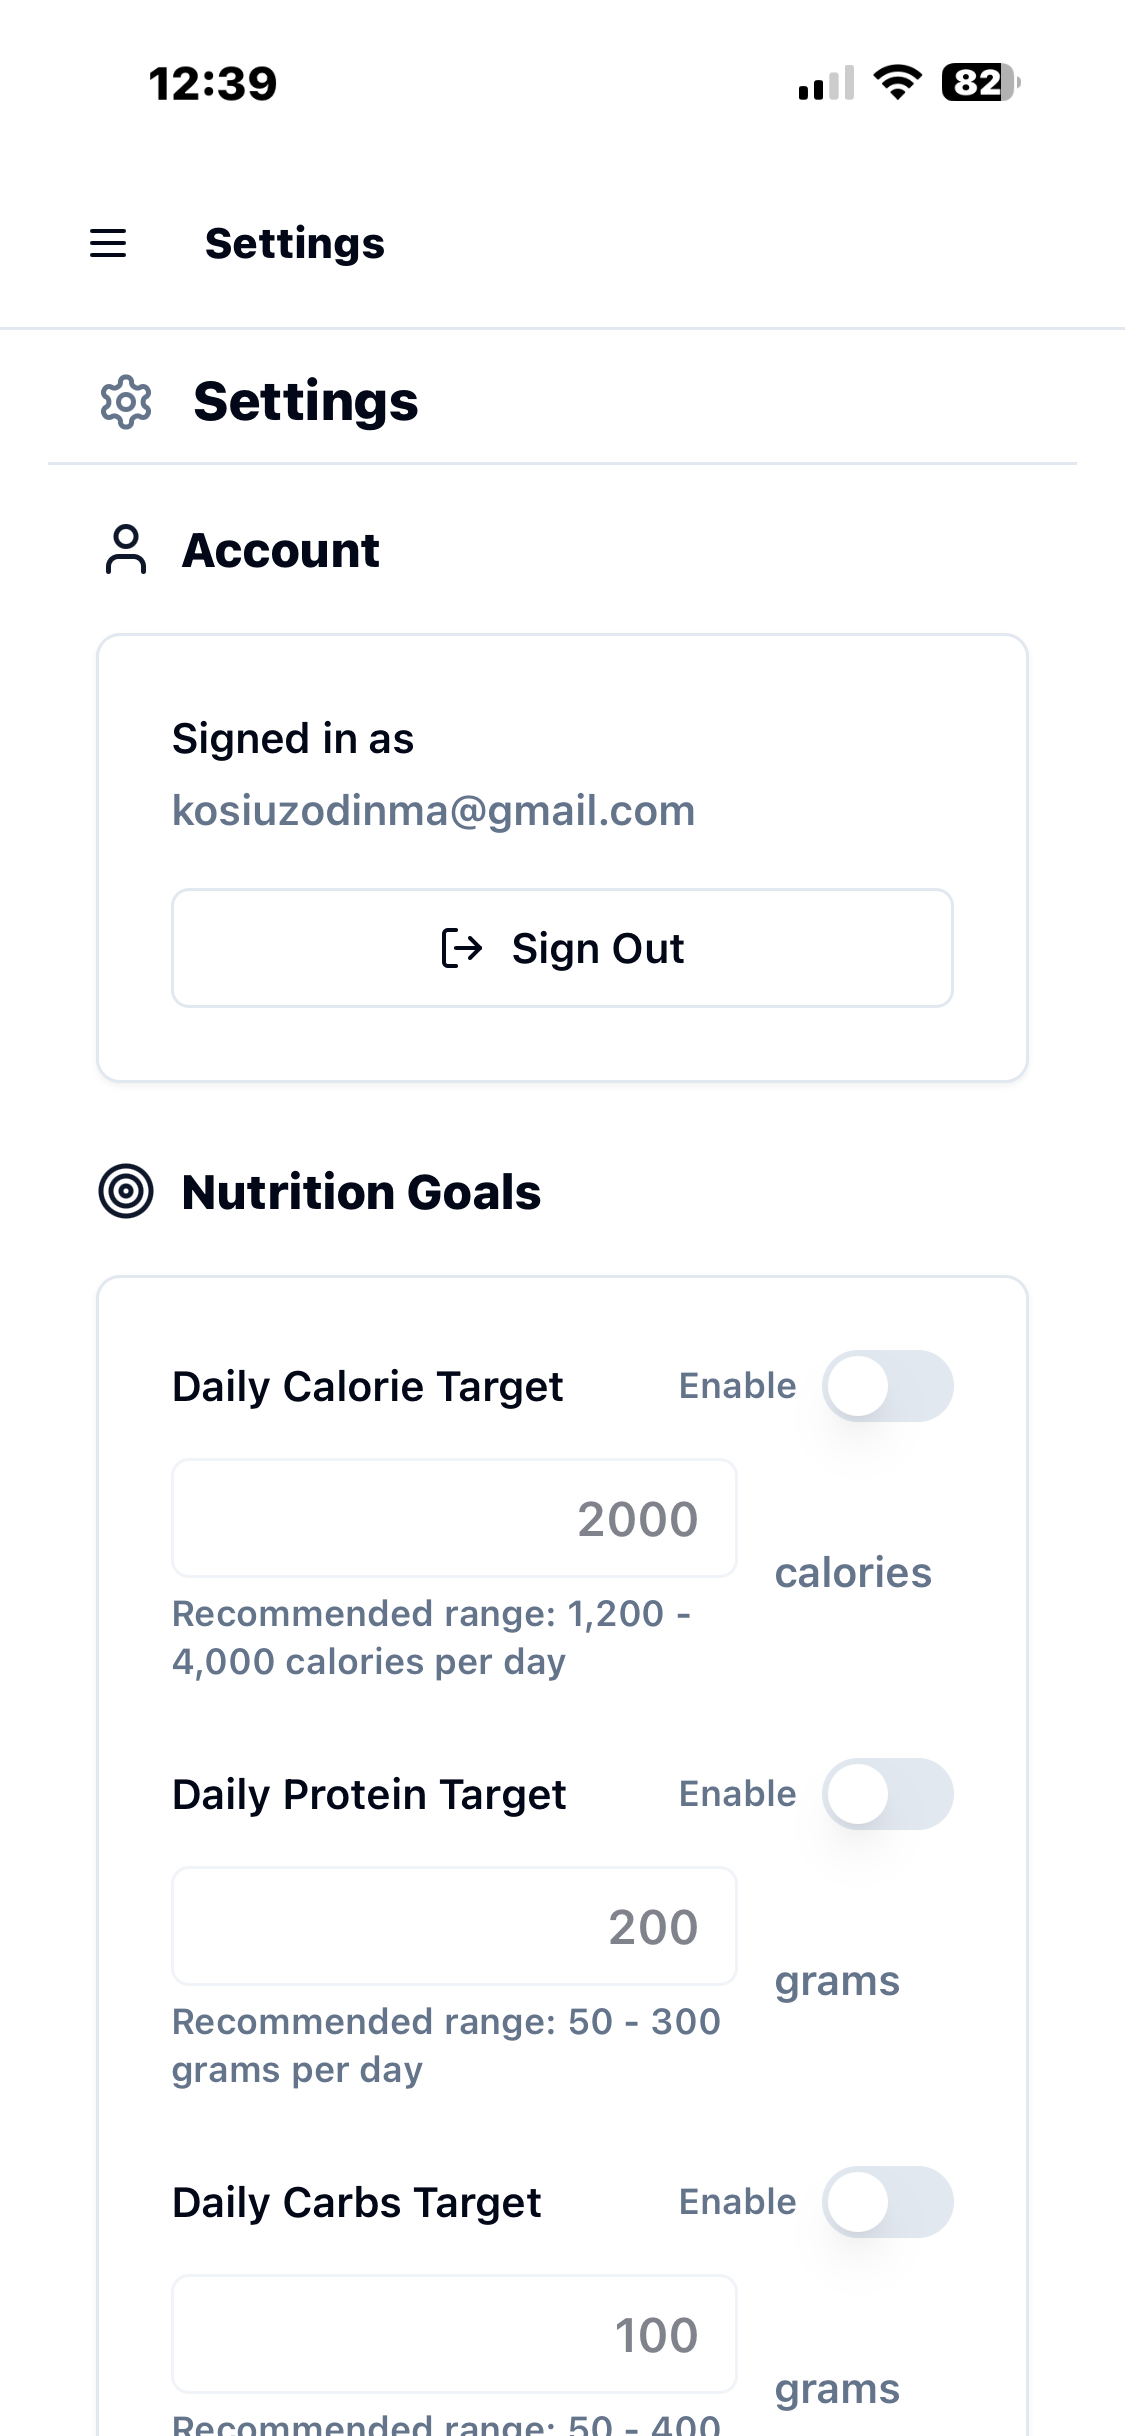 12:39
82
Settings
Settings
Account
Signed in as
kosiuzodinma@gmail.com
Sign Out
Nutrition Goals
Daily Calorie Target
Enable
2000
calories
Recommended range: 1,200 -
4,000 calories per day
Daily Protein Target
Enable
200
grams
Recommended range: 50 - 300
grams per day
Daily Carbs Target
Enable
100
grams
Recommended range: 50 - 400